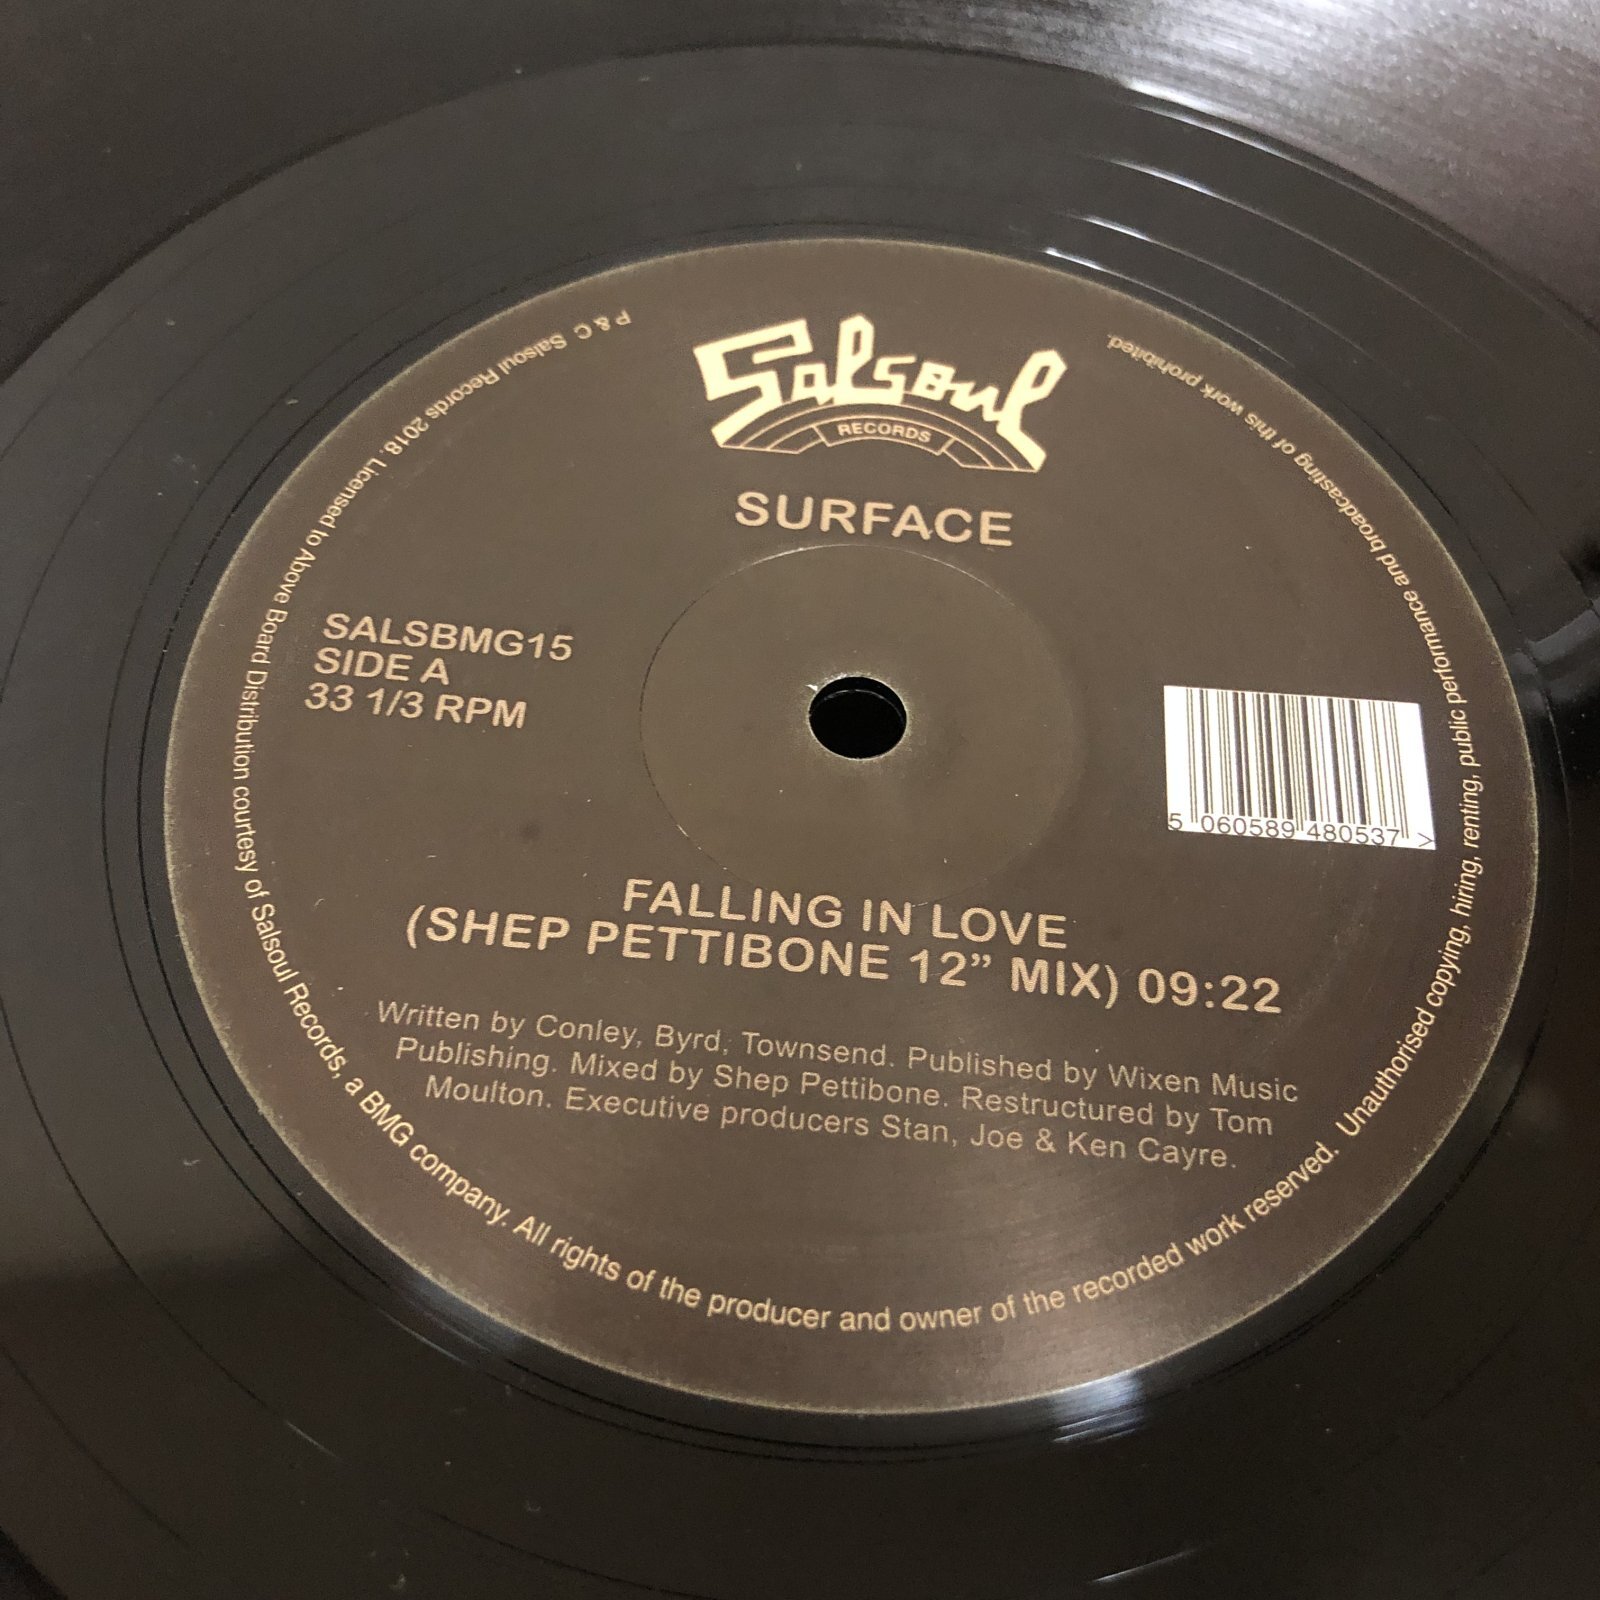 Salsoul
RECORDS
SURFACE
SALSBMG15
SIDE A
33 1/3 RPM
5 060589 480537 >
FALLING IN LOVE
(SHEP PETTIBONE 12” MIX) 09:22
Written by Conley, Byrd, Townsend. Published by Wixen Music
Publishing. Mixed by Shep Pettibone. Restructured by Tom
Moulton. Executive producers Stan, Joe & Ken Cayre.
P & C Salsoul Records 2018. Licensed to Above Board Distribution courtesy of Salsoul Records, a BMG company. All rights of the producer and owner of the recorded work reserved. Unauthorised copying, hiring, renting, public performance and broadcasting of this work prohibited.